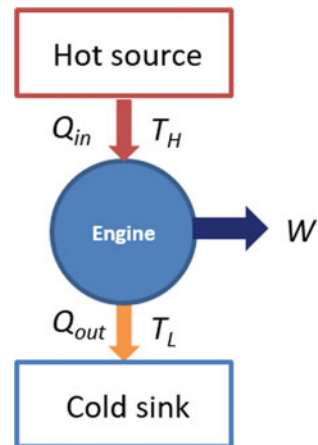 Hot source
Q_in T_H
Engine
W
Q_out T_L
Cold sink